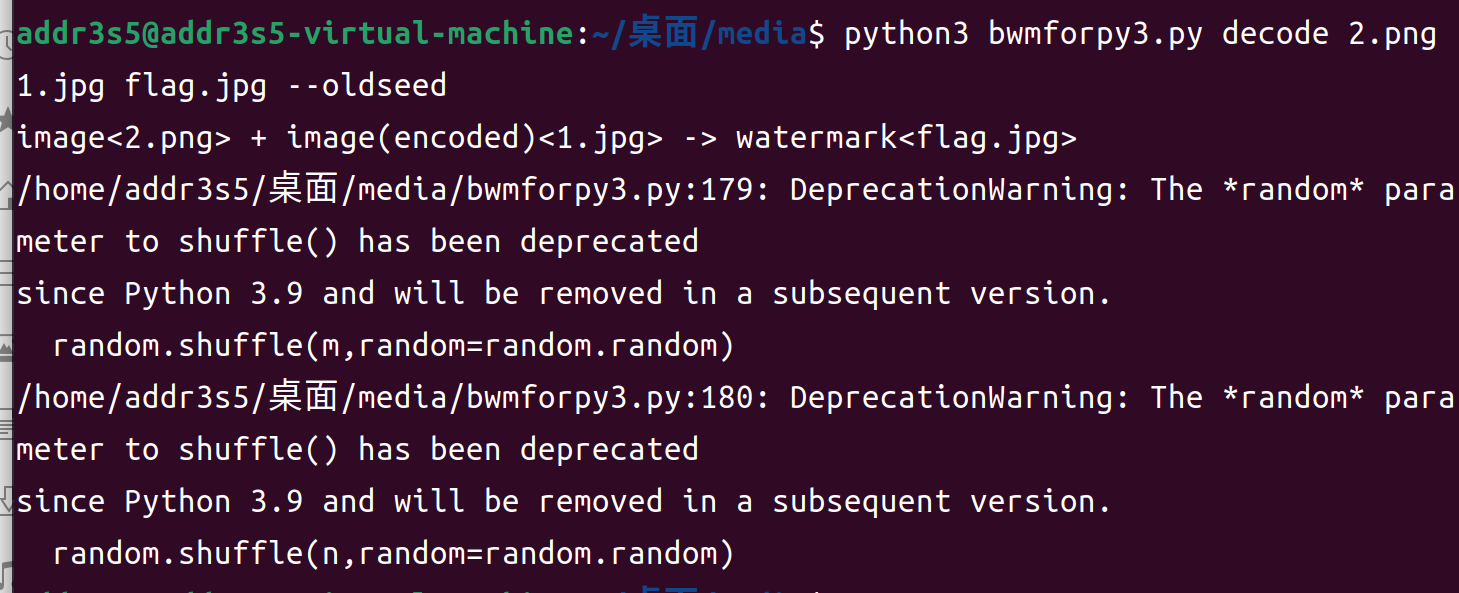 addr3s5@addr3s5-virtual-machine:~/桌面/media$ python3 bwmforpy3.py decode 2.png
1.jpg flag.jpg --oldseed
image<2.png> + image(encoded)<1.jpg> -> watermark<flag.jpg>
/home/addr3s5/桌面/media/bwmforpy3.py:179: DeprecationWarning: The *random* para
meter to shuffle() has been deprecated
since Python 3.9 and will be removed in a subsequent version.
  random.shuffle(m,random=random.random)
/home/addr3s5/桌面/media/bwmforpy3.py:180: DeprecationWarning: The *random* para
meter to shuffle() has been deprecated
since Python 3.9 and will be removed in a subsequent version.
  random.shuffle(n,random=random.random)